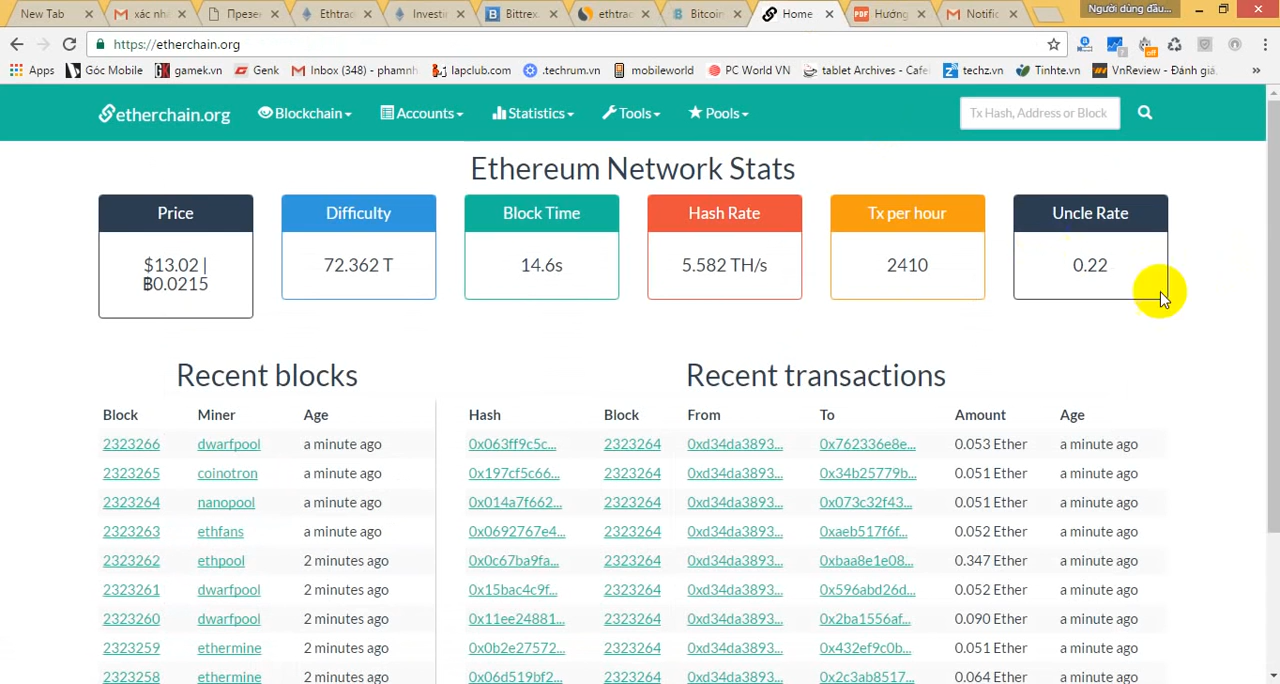 New Tab xác nh Презе Ethtrad Investi Bittrex. ethtrad Bitcoin Home Hướng Notific Người dùng đầu...
https://etherchain.org
Apps Góc Mobile gamek.vn Genk Inbox (348) - phamnh lapclub.com .techrum.vn mobileworld PC World VN tablet Archives - Cafe techz.vn Tinhte.vn VnReview - Đánh giá. »
etherchain.org Blockchain Accounts Statistics Tools Pools Tx Hash, Address or Block
Ethereum Network Stats
Price Difficulty Block Time Hash Rate Tx per hour Uncle Rate
$13.02 | 72.362 T 14.6s 5.582 TH/s 2410 0.22
฿0.0215
Recent blocks Recent transactions
Block Miner Age Hash Block From To Amount Age
2323266 dwarfpool a minute ago 0x063ff9c5c... 2323264 0xd34da3893... 0x762336e8e... 0.053 Ether a minute ago
2323265 coinotron a minute ago 0x197cf5c66... 2323264 0xd34da3893... 0x34b25779b... 0.051 Ether a minute ago
2323264 nanopool a minute ago 0x014a7f662... 2323264 0xd34da3893... 0x073c32f43... 0.051 Ether a minute ago
2323263 ethfans a minute ago 0x0692767e4... 2323264 0xd34da3893... 0xaeb517f6f... 0.052 Ether a minute ago
2323262 ethpool 2 minutes ago 0x0c67ba9fa... 2323264 0xd34da3893... 0xbaa8e1e08... 0.347 Ether a minute ago
2323261 dwarfpool 2 minutes ago 0x15bac4c9f... 2323264 0xd34da3893... 0x596abd26d... 0.052 Ether a minute ago
2323260 dwarfpool 2 minutes ago 0x11ee24881... 2323264 0xd34da3893... 0x2ba1556af... 0.090 Ether a minute ago
2323259 ethermine 2 minutes ago 0x0b2e27572... 2323264 0xd34da3893... 0x432ef9c0b... 0.051 Ether a minute ago
2323258 ethermine 2 minutes ago 0x06d519bf2... 2323264 0xd34da3893... 0x2c3ab8517... 0.064 Ether a minute ago